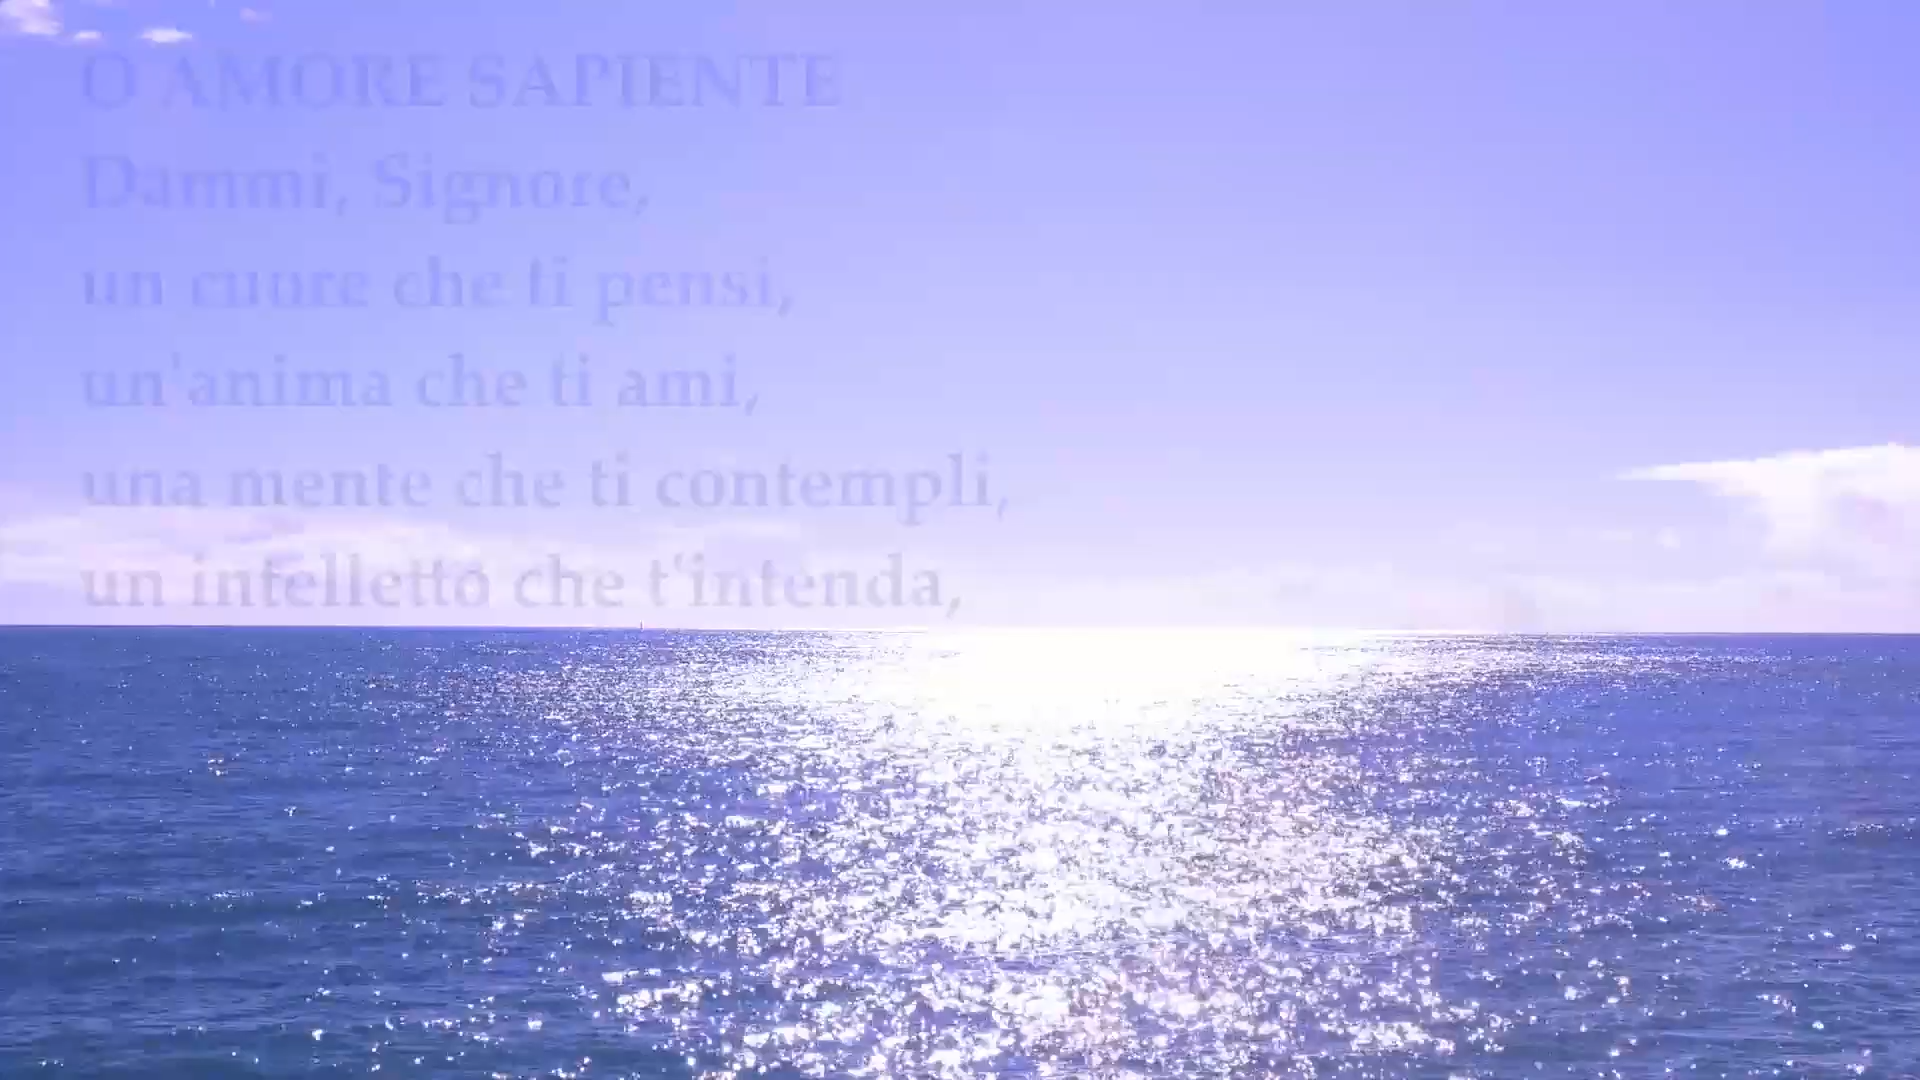 O AMORE SAPIENTE
Dammi, Signore,
un cuore che ti pensi,
un'anima che ti ami,
una mente che ti contempli,
un intelletto che t'intenda,